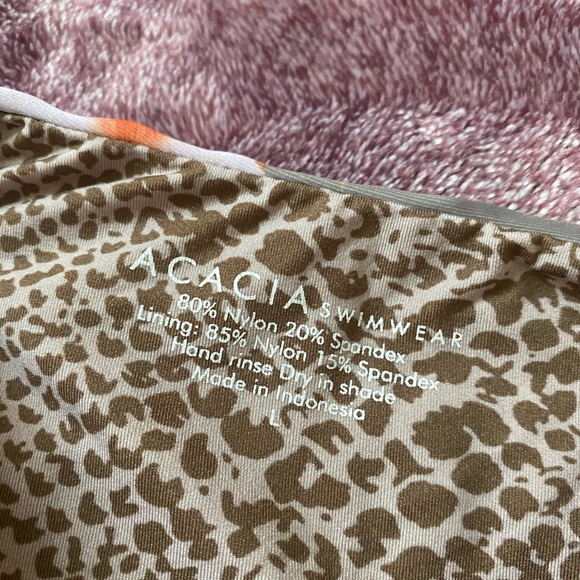 ACACIA SWIMWEAR
80% Nylon 20% Spandex
Lining: 85% Nylon 15% Spandex
Hand rinse Dry in shade
Made in Indonesia
L